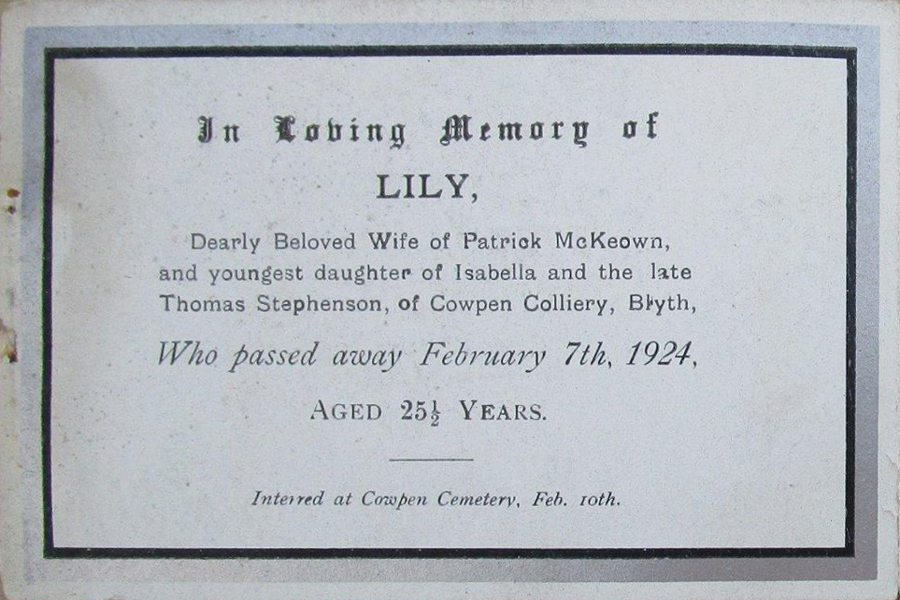 In Loving Memory of
LILY,
Dearly Beloved Wife of Patrick McKeown,
and youngest daughter of Isabella and the late
Thomas Stephenson, of Cowpen Colliery, Blyth,
Who passed away February 7th, 1924,
AGED 25½ YEARS.
Interred at Cowpen Cemetery, Feb. 10th.